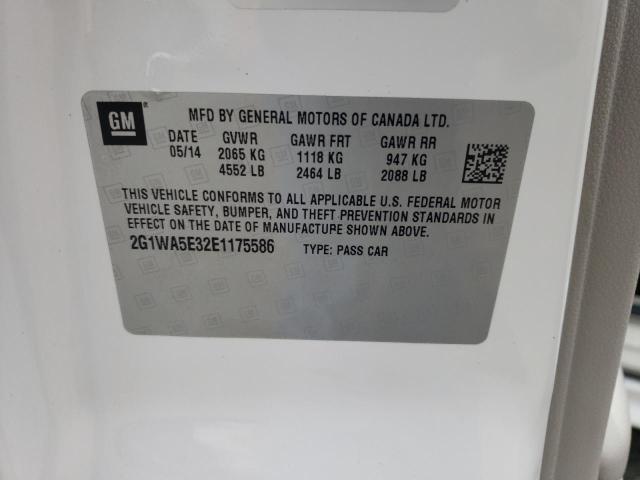 GM
MFD BY GENERAL MOTORS OF CANADA LTD.
DATE GVWR GAWR FRT GAWR RR
05/14 2065 KG 1118 KG 947 KG
4552 LB 2464 LB 2088 LB
THIS VEHICLE CONFORMS TO ALL APPLICABLE U.S. FEDERAL MOTOR
VEHICLE SAFETY, BUMPER, AND THEFT PREVENTION STANDARDS IN
EFFECT ON THE DATE OF MANUFACTURE SHOWN ABOVE.
2G1WA5E32E1175586 TYPE: PASS CAR